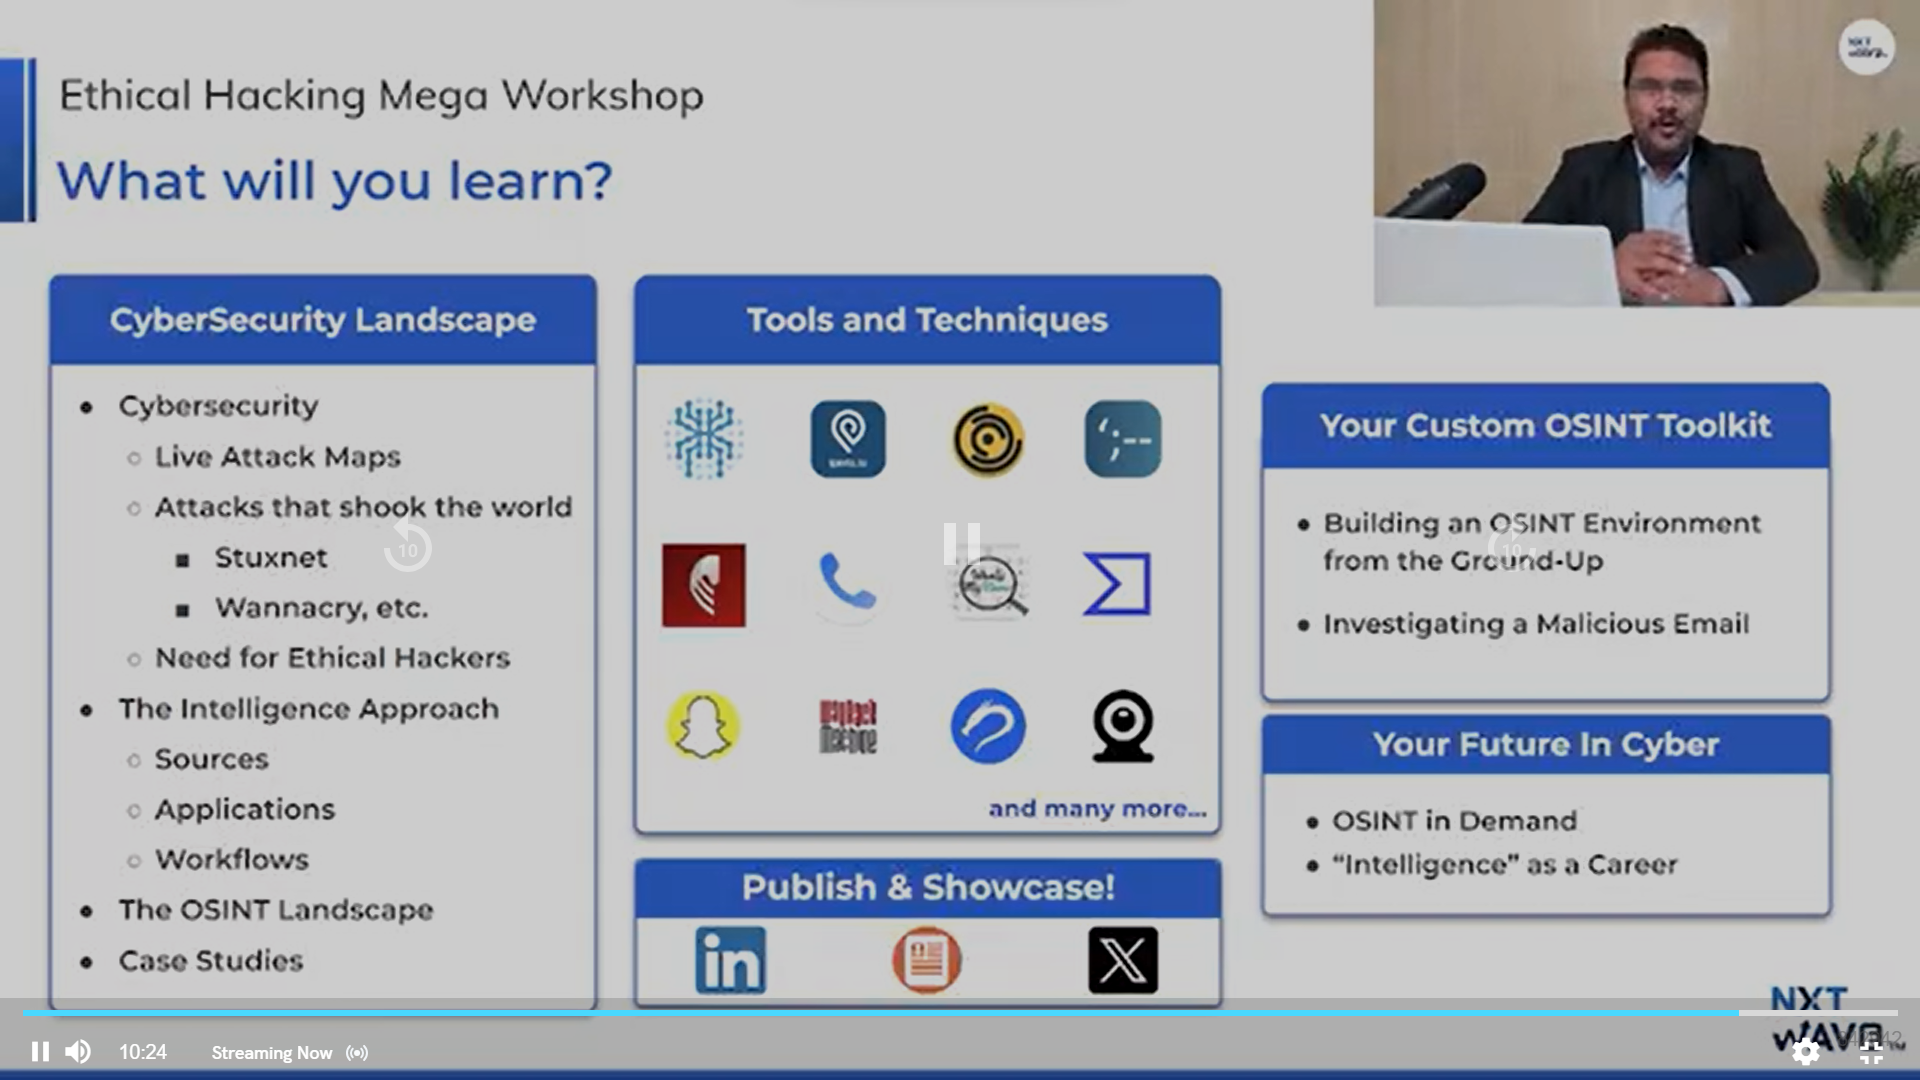 Ethical Hacking Mega Workshop
What will you learn?
CyberSecurity Landscape
Cybersecurity
Live Attack Maps
Attacks that shook the world
Stuxnet
Wannacry, etc.
Need for Ethical Hackers
The Intelligence Approach
Sources
Applications
Workflows
The OSINT Landscape
Case Studies
Tools and Techniques
';--
wayback
machine
and many more...
Publish & Showcase!
in
X
Your Custom OSINT Toolkit
Building an OSINT Environment
from the Ground-Up
Investigating a Malicious Email
Your Future In Cyber
OSINT in Demand
“Intelligence” as a Career
NXT
WAVE
10
10
10:24
Streaming Now